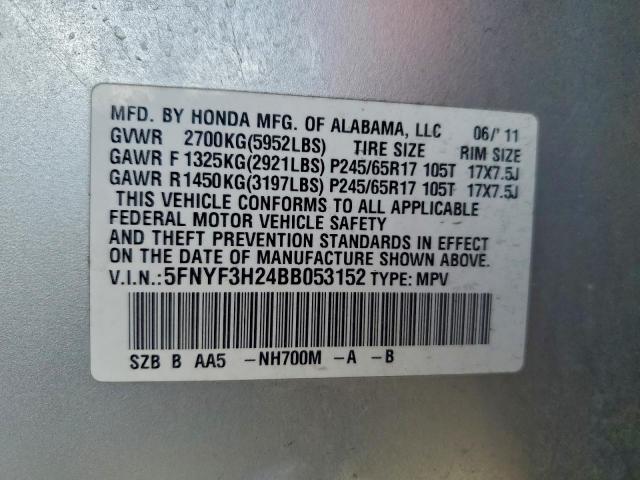 MFD. BY HONDA MFG. OF ALABAMA, LLC 06/'11
GVWR 2700KG(5952LBS) TIRE SIZE RIM SIZE
GAWR F 1325KG(2921LBS) P245/65R17 105T 17X7.5J
GAWR R1450KG(3197LBS) P245/65R17 105T 17X7.5J
THIS VEHICLE CONFORMS TO ALL APPLICABLE
FEDERAL MOTOR VEHICLE SAFETY
AND THEFT PREVENTION STANDARDS IN EFFECT
ON THE DATE OF MANUFACTURE SHOWN ABOVE.
V.I.N.:5FNYF3H24BB053152 TYPE: MPV
SZB B AA5 -NH700M -A -B